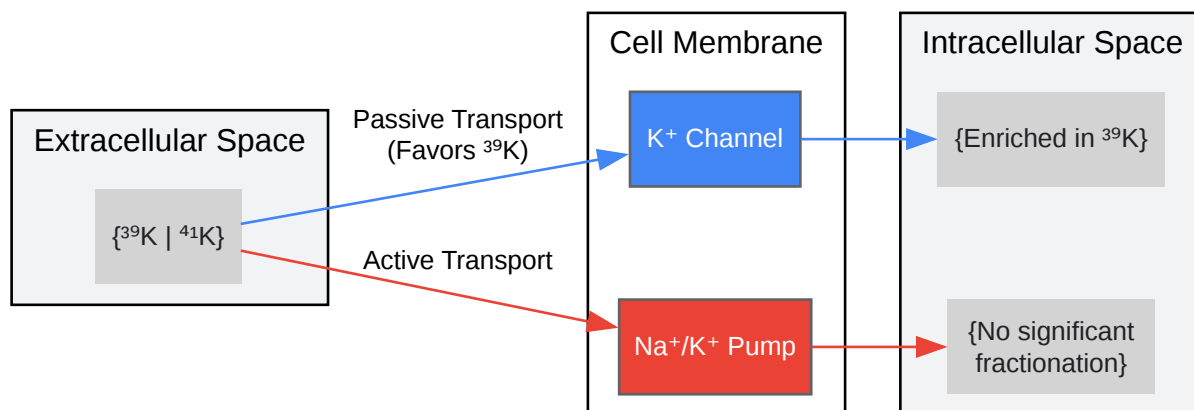 Extracellular Space
{³⁹K | ⁴¹K}
Passive Transport
(Favors ³⁹K)
Active Transport
Cell Membrane
K⁺ Channel
Na⁺/K⁺ Pump
Intracellular Space
{Enriched in ³⁹K}
{No significant
fractionation}